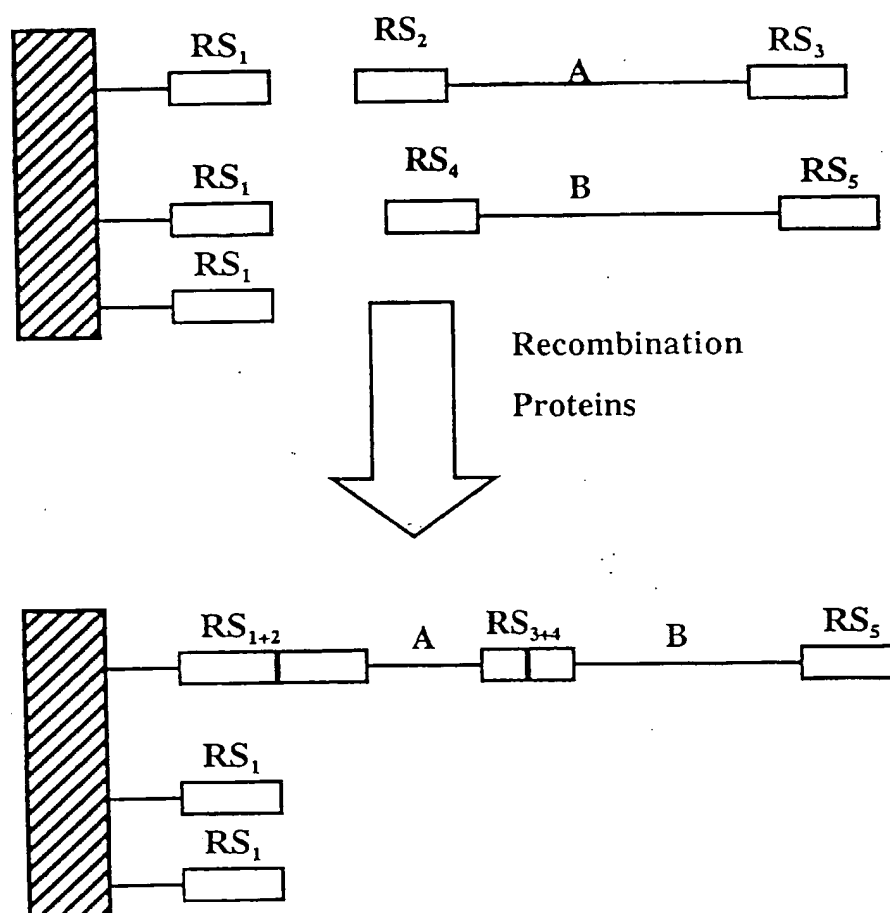 RS₁ RS₂ A RS₃
RS₁ RS₄ B RS₅
RS₁
Recombination
Proteins
RS₁₊₂ A RS₃₊₄ B RS₅
RS₁
RS₁